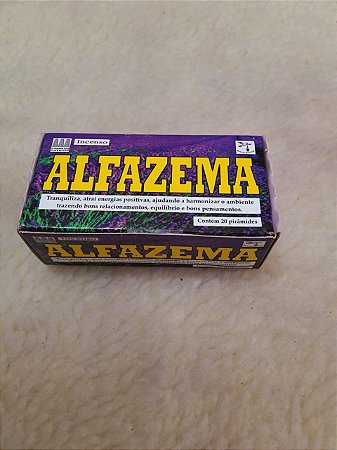 Incenso
ALFAZEMA
Tranquiliza, atrai energias positivas, ajudando a harmonizar o ambiente
trazendo bons relacionamentos, equilíbrio e bons pensamentos.
Contém 20 pirâmides
ALFAZEMA